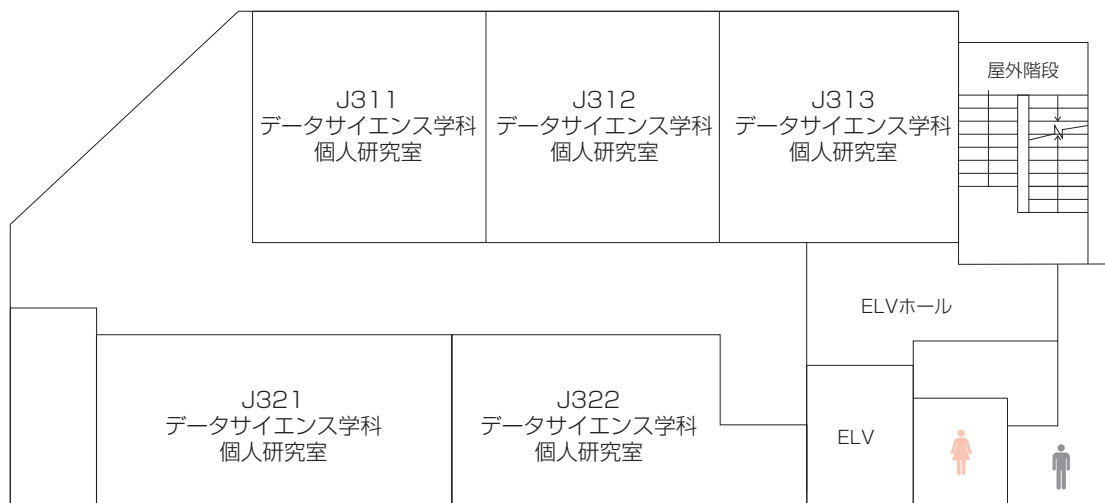 J311
データサイエンス学科
個人研究室
J312
データサイエンス学科
個人研究室
J313
データサイエンス学科
個人研究室
屋外階段
ELVホール
J321
データサイエンス学科
個人研究室
J322
データサイエンス学科
個人研究室
ELV